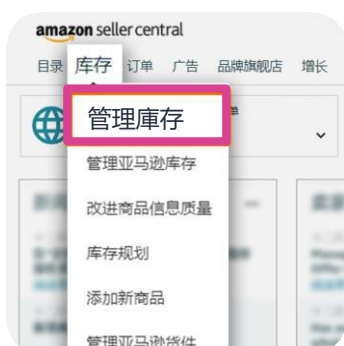 amazon seller central
目录 库存 订单 广告 品牌旗舰店 增长
管理庫存
管理亚马逊库存
改进商品信息质量
库存规划
添加新商品
管理亚马逊货件